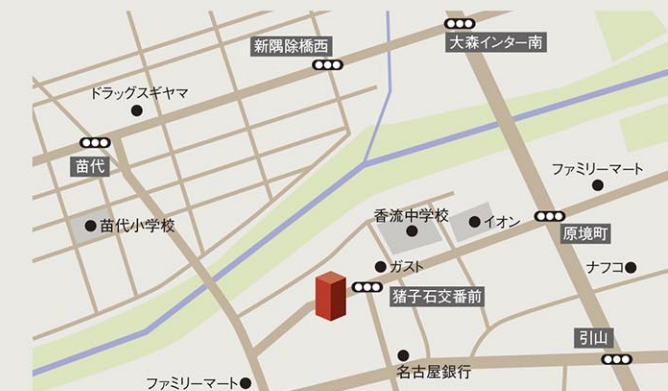 新隅除橋西
大森インター南
ドラッグスギヤマ
苗代
ファミリーマート
苗代小学校
香流中学校
イオン
原境町
ガスト
ナフコ
猪子石交番前
引山
名古屋銀行
ファミリーマート